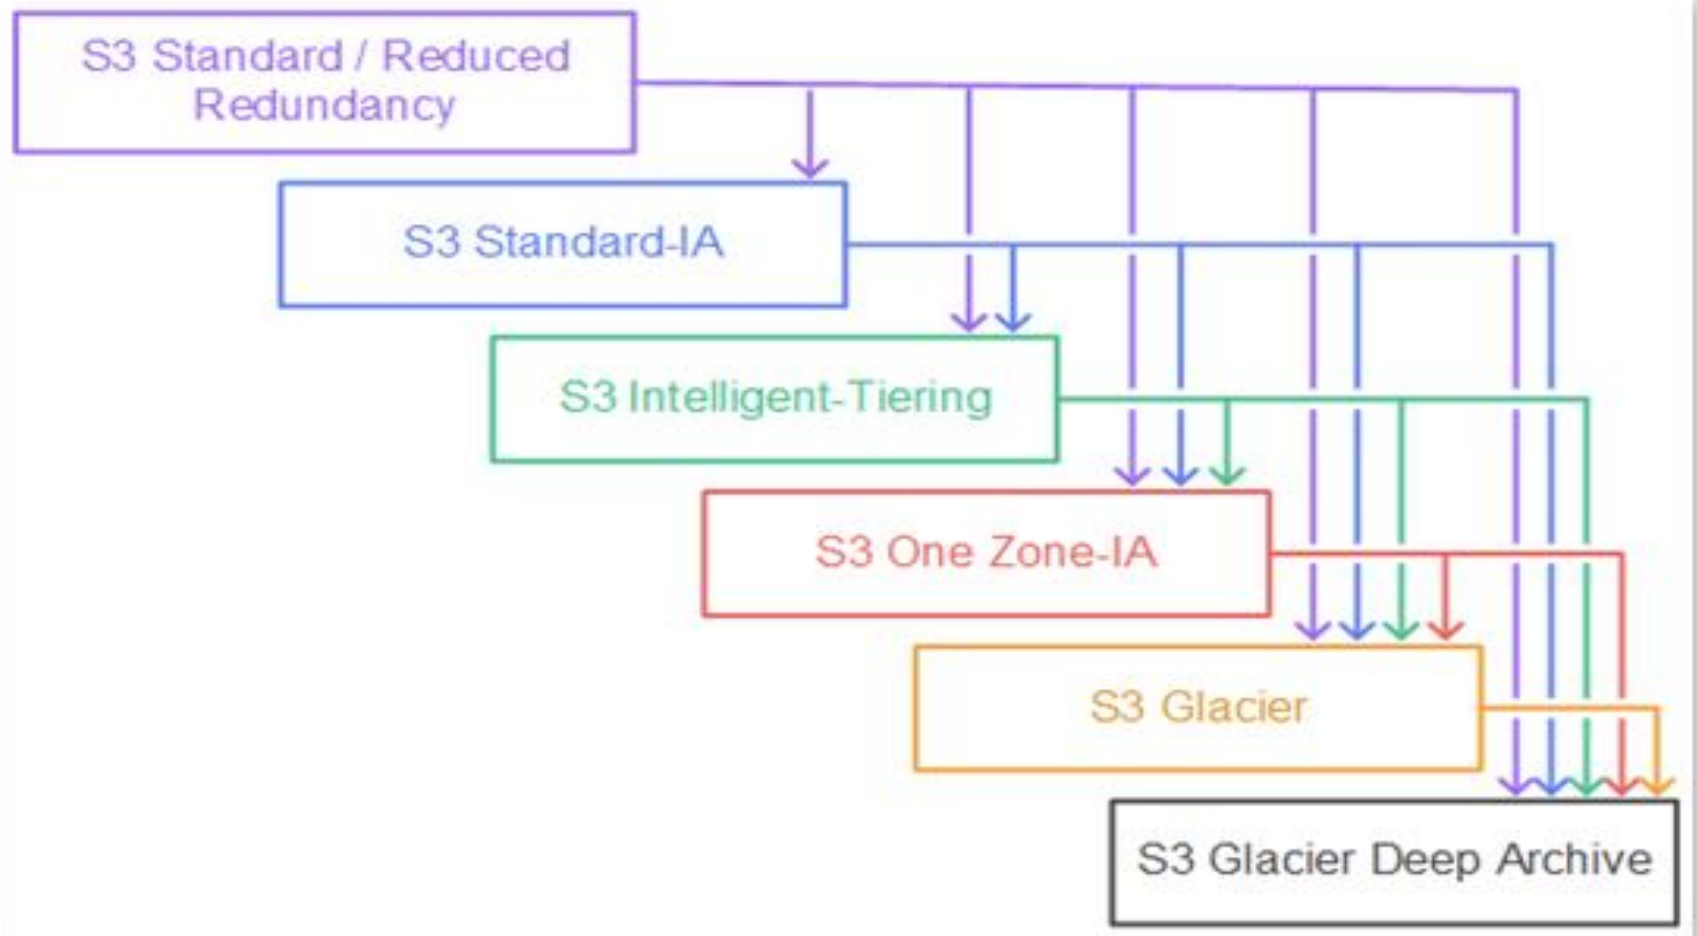 S3 Standard / Reduced
Redundancy
S3 Standard-IA
S3 Intelligent-Tiering
S3 One Zone-IA
S3 Glacier
S3 Glacier Deep Archive